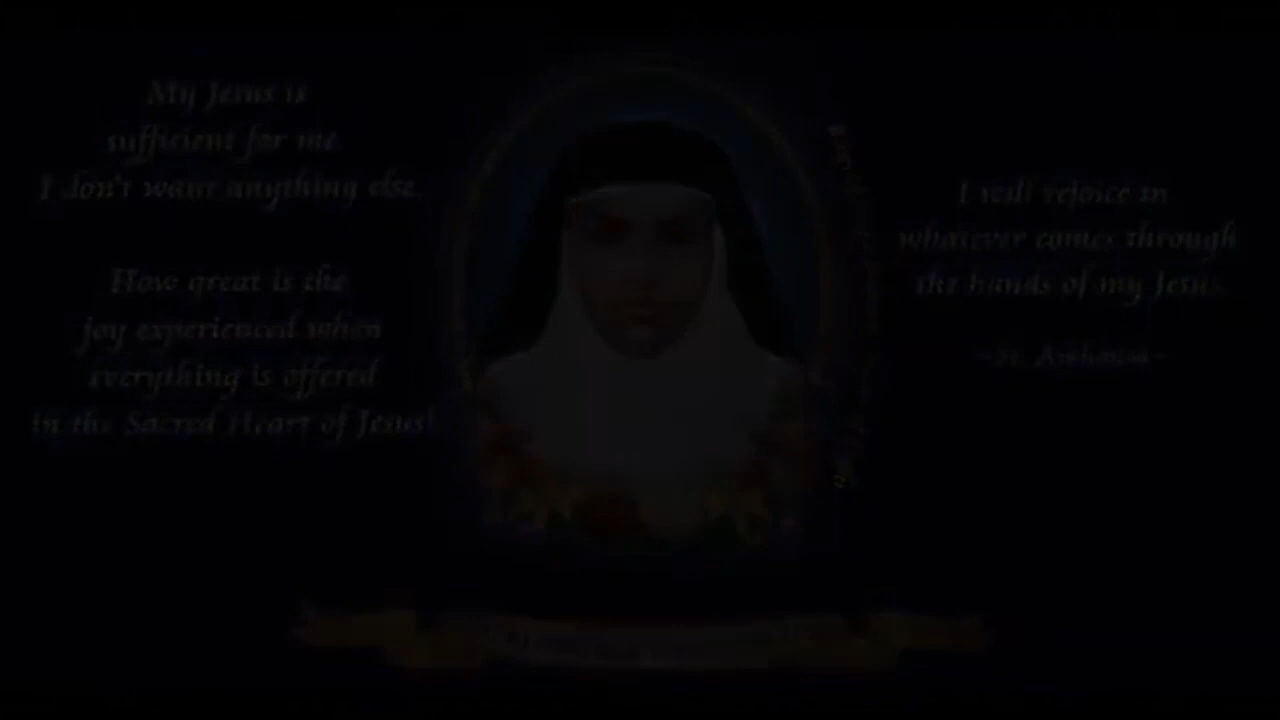 My Jesus is
sufficient for me
I don't want anything else.
How great is the
joy experienced when
everything is offered
in the Sacred Heart of Jesus!
I will rejoice in
whatever comes through
the hands of my Jesus.
~St. Alphonsa~